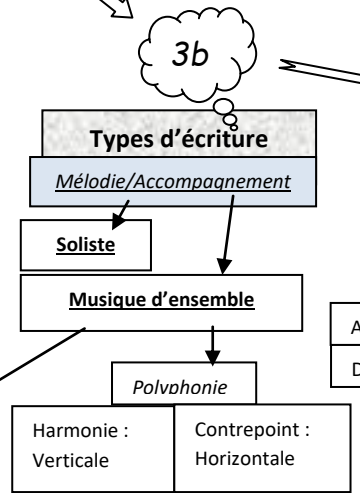 3b
Types d'écriture
Mélodie/Accompagnement
Soliste
Musique d'ensemble
A
D
Polyphonie
Harmonie :
Verticale
Contrepoint :
Horizontale